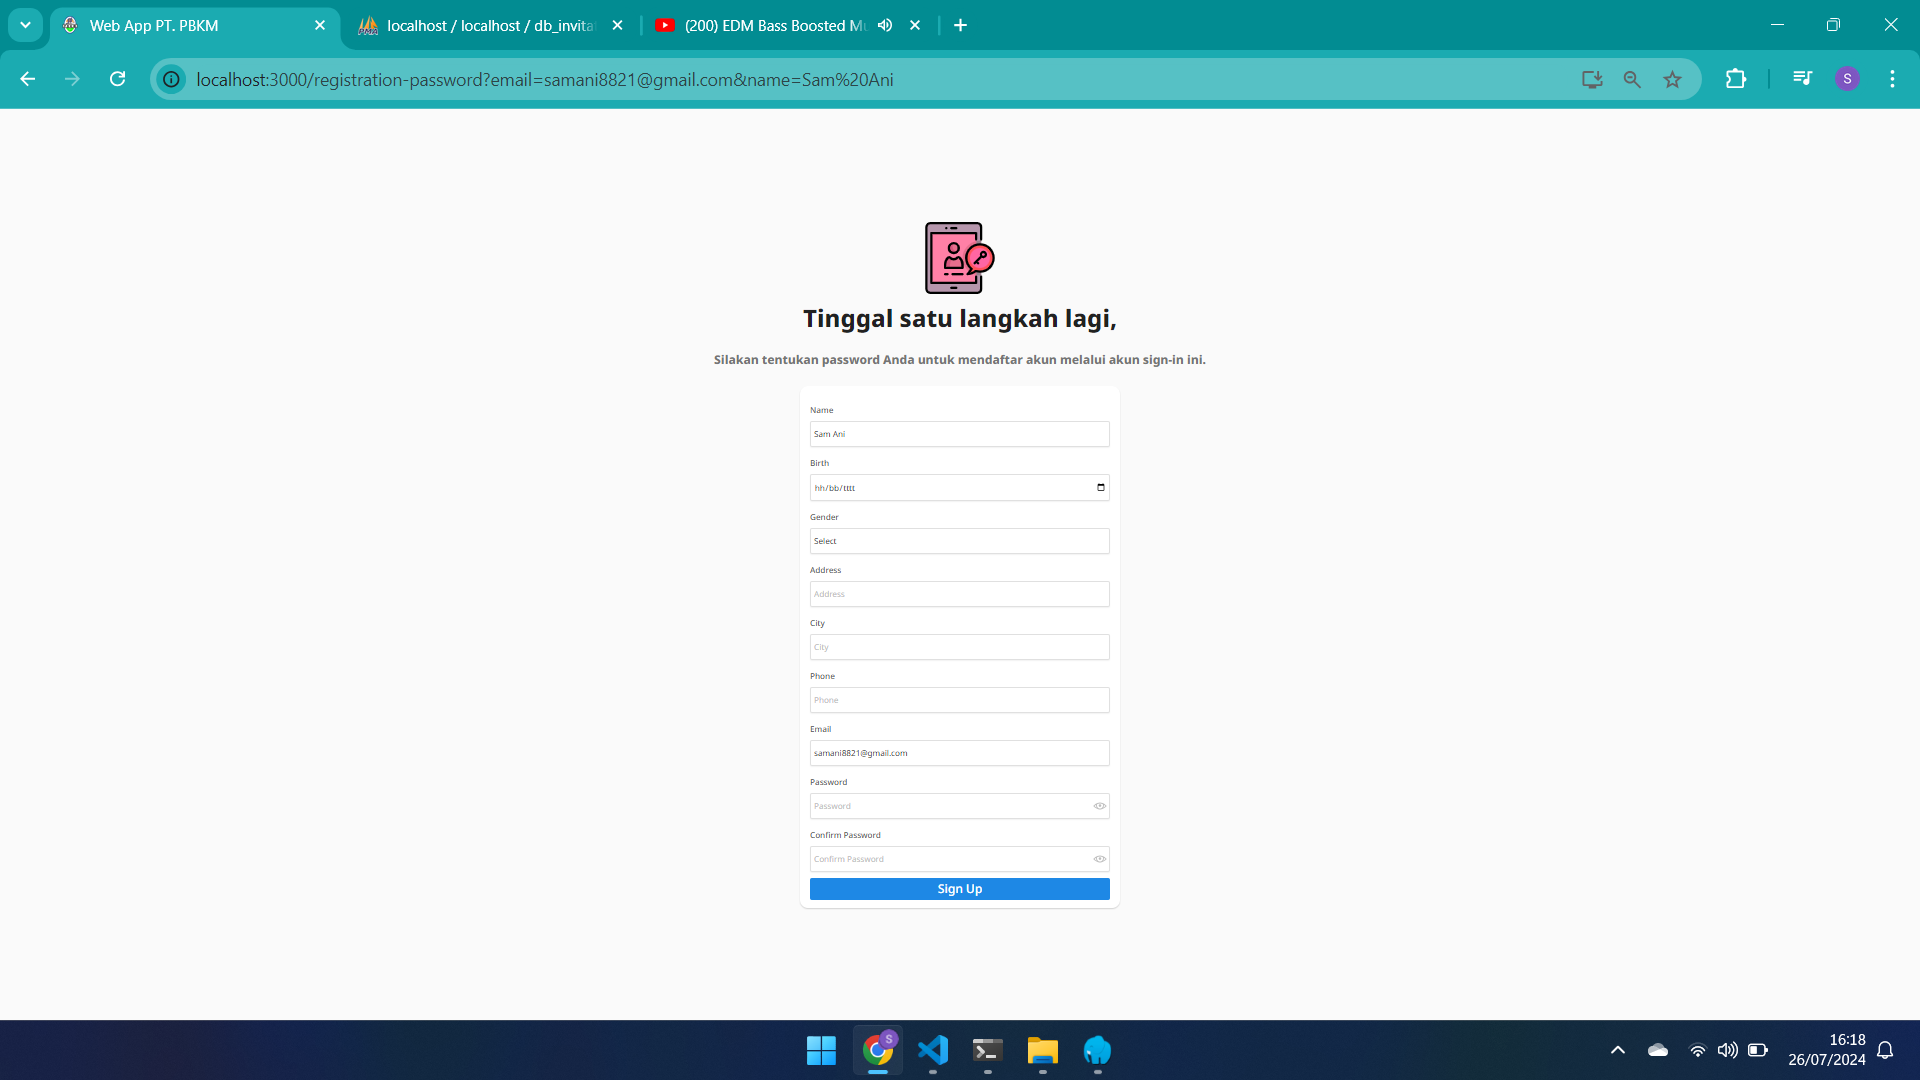 Web App PT. PBKM
localhost / localhost / db_invita
(200) EDM Bass Boosted Mu
localhost:3000/registration-password?email=samani8821@gmail.com&name=Sam%20Ani
S
Tinggal satu langkah lagi,
Silakan tentukan password Anda untuk mendaftar akun melalui akun sign-in ini.
Name
Sam Ani
Birth
hh/bb/tttt
Gender
Select
Address
Address
City
City
Phone
Phone
Email
samani8821@gmail.com
Password
Password
Confirm Password
Confirm Password
Sign Up
S
16:18
26/07/2024